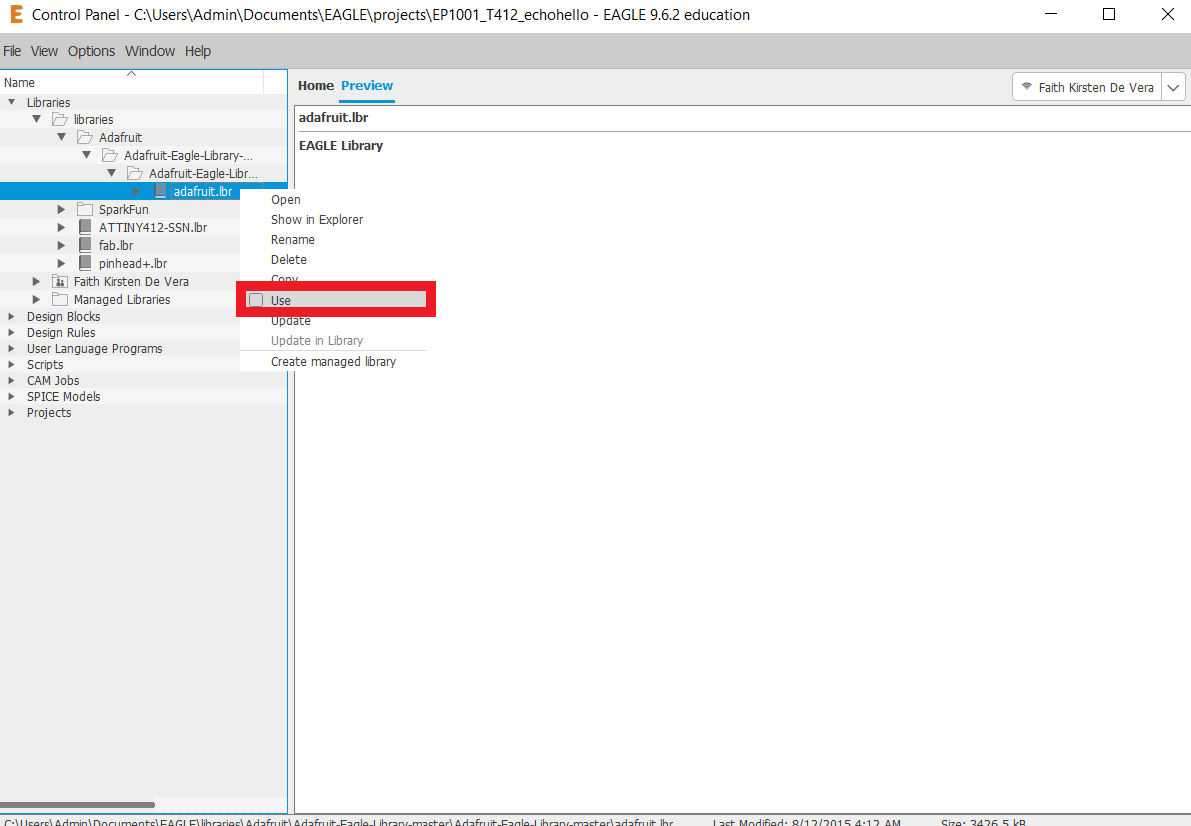 Control Panel - C:\Users\Admin\Documents\EAGLE\projects\EP1001_T412_echohello - EAGLE 9.6.2 education
File View Options Window Help
Name
Home Preview
Faith Kirsten De Vera
Libraries
libraries
Adafruit
Adafruit-Eagle-Library-...
Adafruit-Eagle-Libr...
adafruit.lbr
SparkFun
ATTINY412-SSN.lbr
fab.lbr
pinhead+.lbr
Faith Kirsten De Vera
Managed Libraries
Design Blocks
Design Rules
User Language Programs
Scripts
CAM Jobs
SPICE Models
Projects
adafruit.lbr
EAGLE Library
Open
Show in Explorer
Rename
Delete
Copy
Use
Update
Update in Library
Create managed library
C:\Users\Admin\Documents\EAGLE\libraries\Adafruit\Adafruit-Eagle-Library-master\Adafruit-Eagle-Library-master\adafruit.lbr Last Modified: 8/12/2015 4:12 AM Size: 3426.5 kB